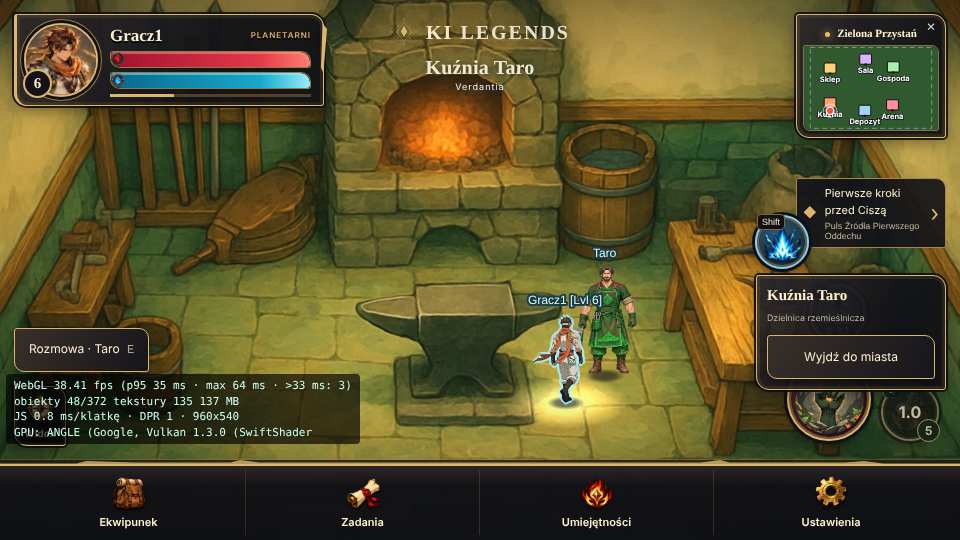 Gracz1
PLANETARNI
6
KI LEGENDS
Kuźnia Taro
Verdantia
Zielona Przystań
×
Sklep
Sala
Gospoda
Kuźnia
Depozyt
Arena
Pierwsze kroki
przed Ciszą
Puls Źródła Pierwszego
Oddechu
Shift
Taro
Gracz1 [Lvl 6]
Kuźnia Taro
Dzielnica rzemieślnicza
Wyjdź do miasta
Rozmowa · Taro E
WebGL 38.41 fps (p95 35 ms · max 64 ms · >33 ms: 3)
obiekty 48/372 tekstury 135 137 MB
JS 0.8 ms/klatkę · DPR 1 · 960x540
GPU: ANGLE (Google, Vulkan 1.3.0 (SwiftShader
1.0
5
Ekwipunek
Zadania
Umiejętności
Ustawienia